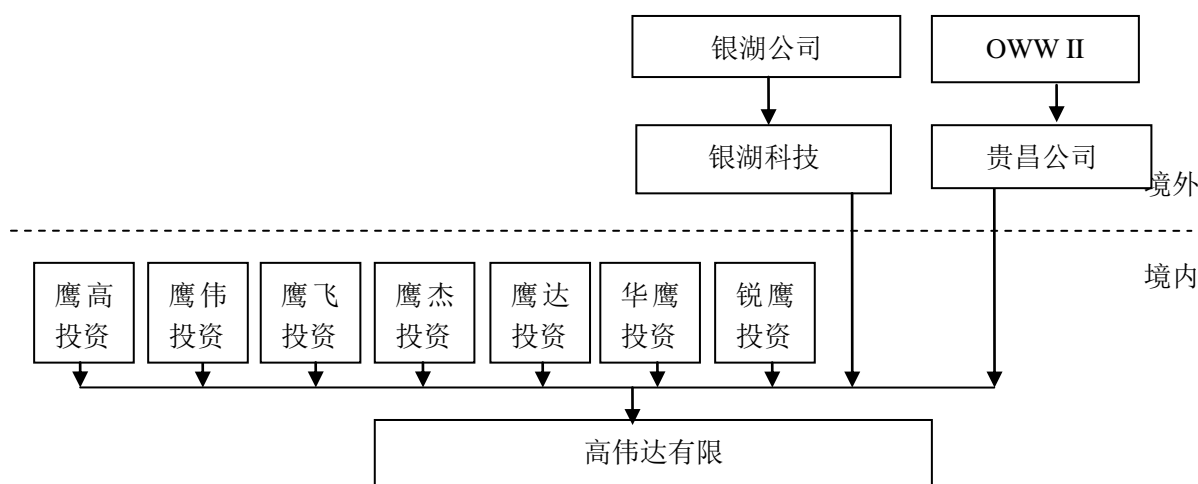 银湖公司
OWW II
银湖科技
贵昌公司
境外
境内
鹰高
投资
鹰伟
投资
鹰飞
投资
鹰杰
投资
鹰达
投资
华鹰
投资
锐鹰
投资
高伟达有限